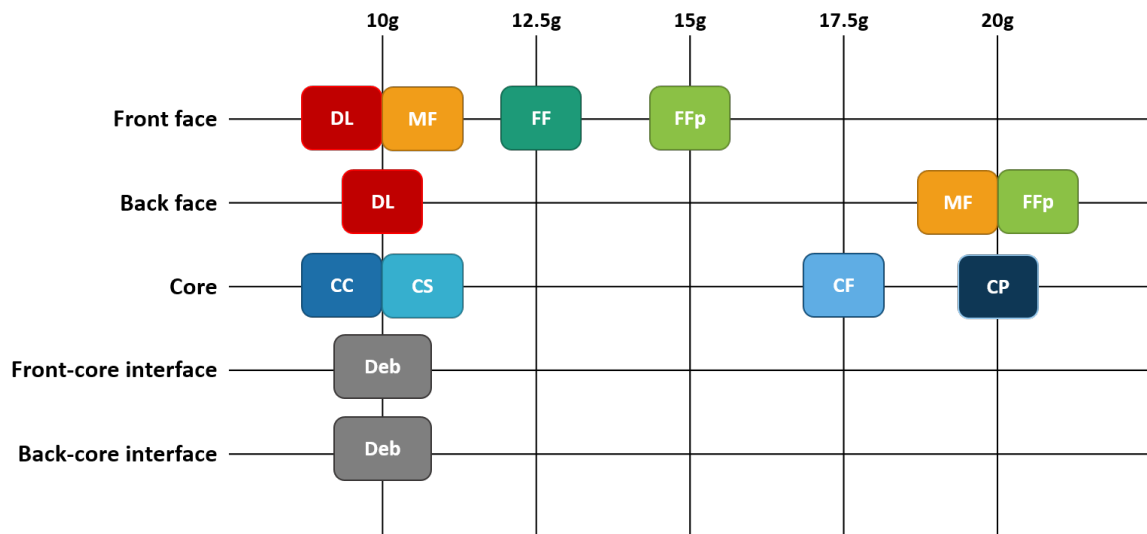 10g 12.5g 15g 17.5g 20g
Front face DL MF FF FFp
Back face DL MF FFp
Core CC CS CF CP
Front-core interface Deb
Back-core interface Deb